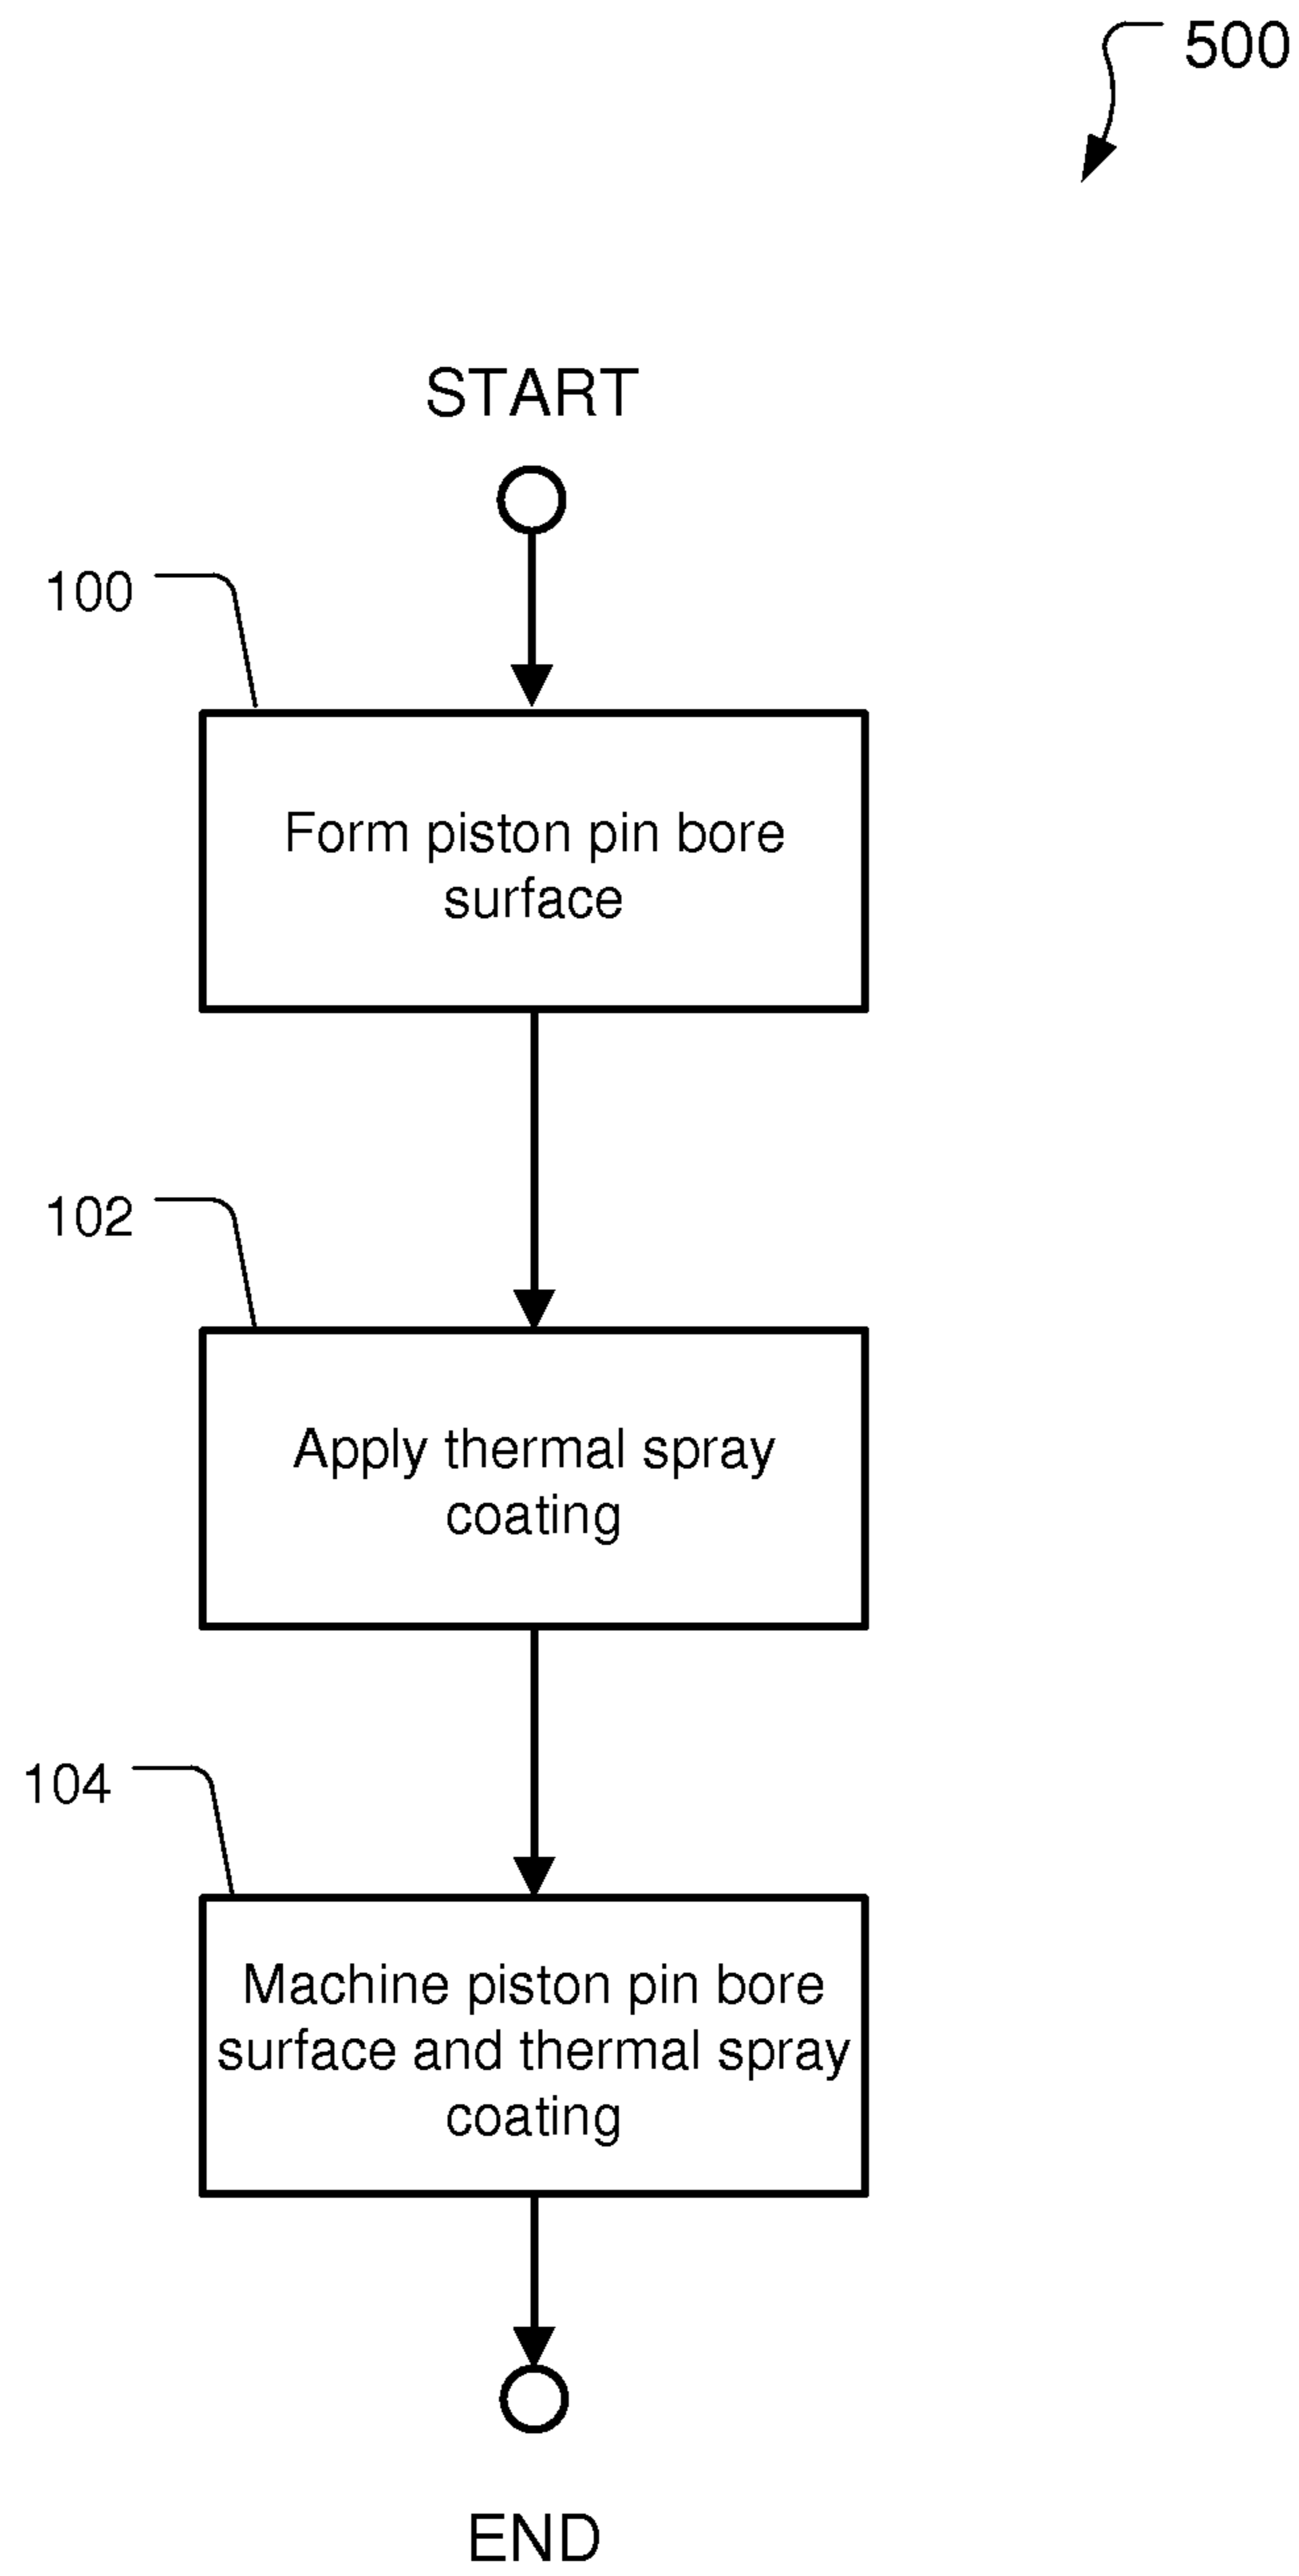 500
START
100
Form piston pin bore
surface
102
Apply thermal spray
coating
104
Machine piston pin bore
surface and thermal spray
coating
END